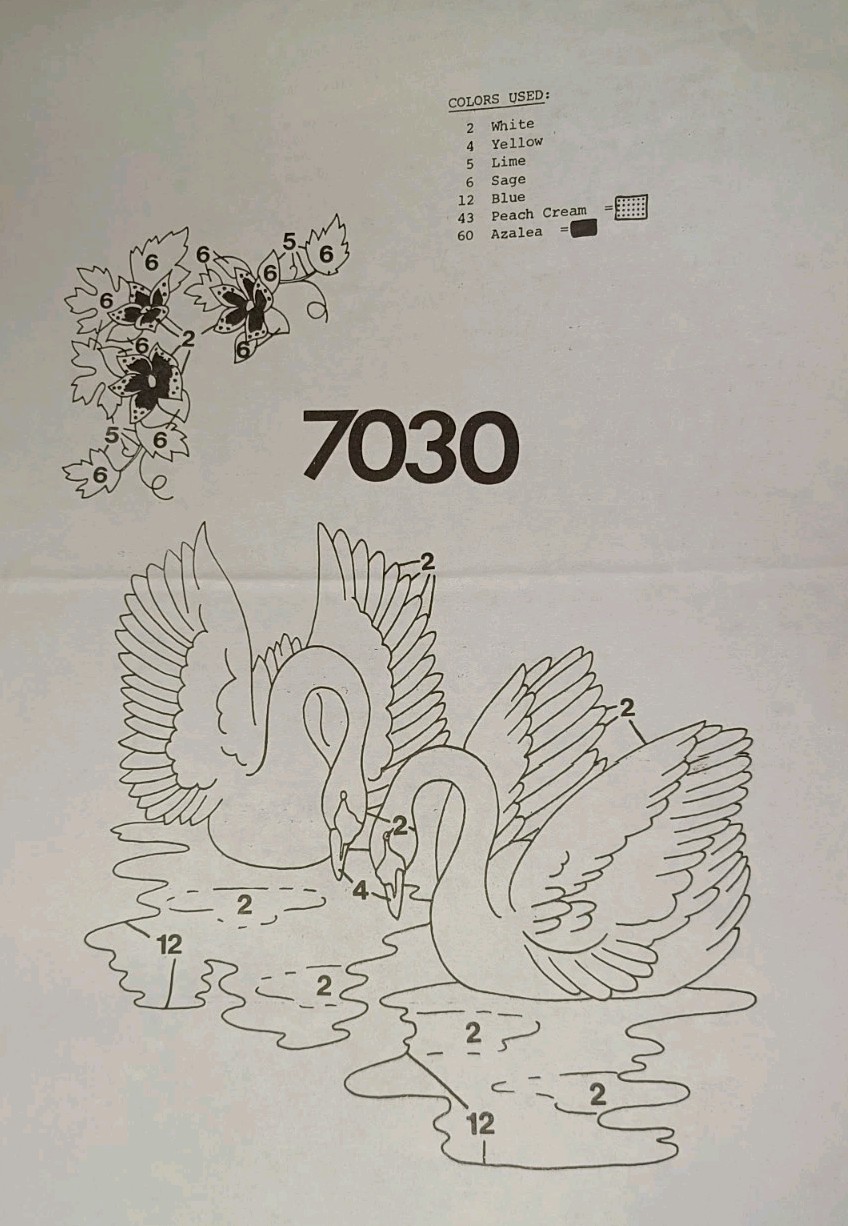 COLORS USED:
2 White
4 Yellow
5 Lime
6 Sage
12 Blue
43 Peach Cream =
60 Azalea =
5
6 6 6
6 6
6 2
6
5 6
6
7030
2
2
2
4
2
12
2
2
2
12